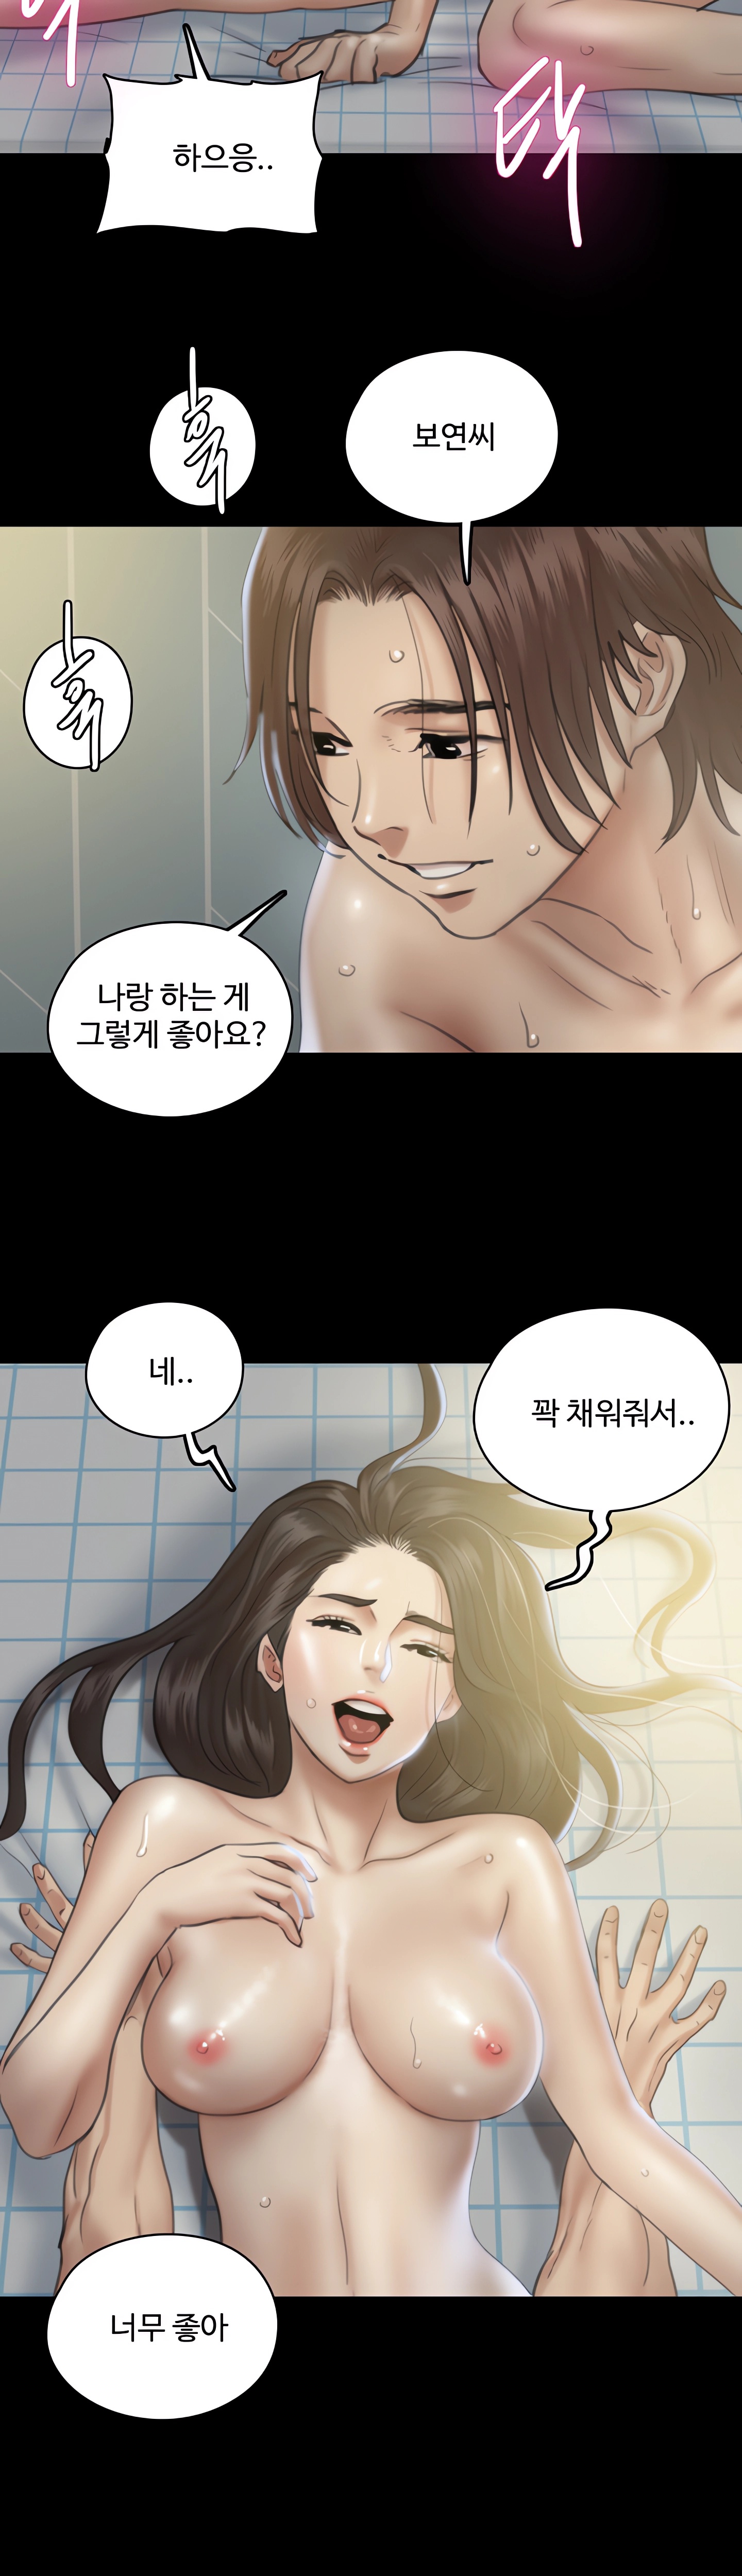 하으응..
탁
흑
보연씨
흑
나랑 하는 게
그렇게 좋아요?
네..
꽉 채워줘서..
너무 좋아